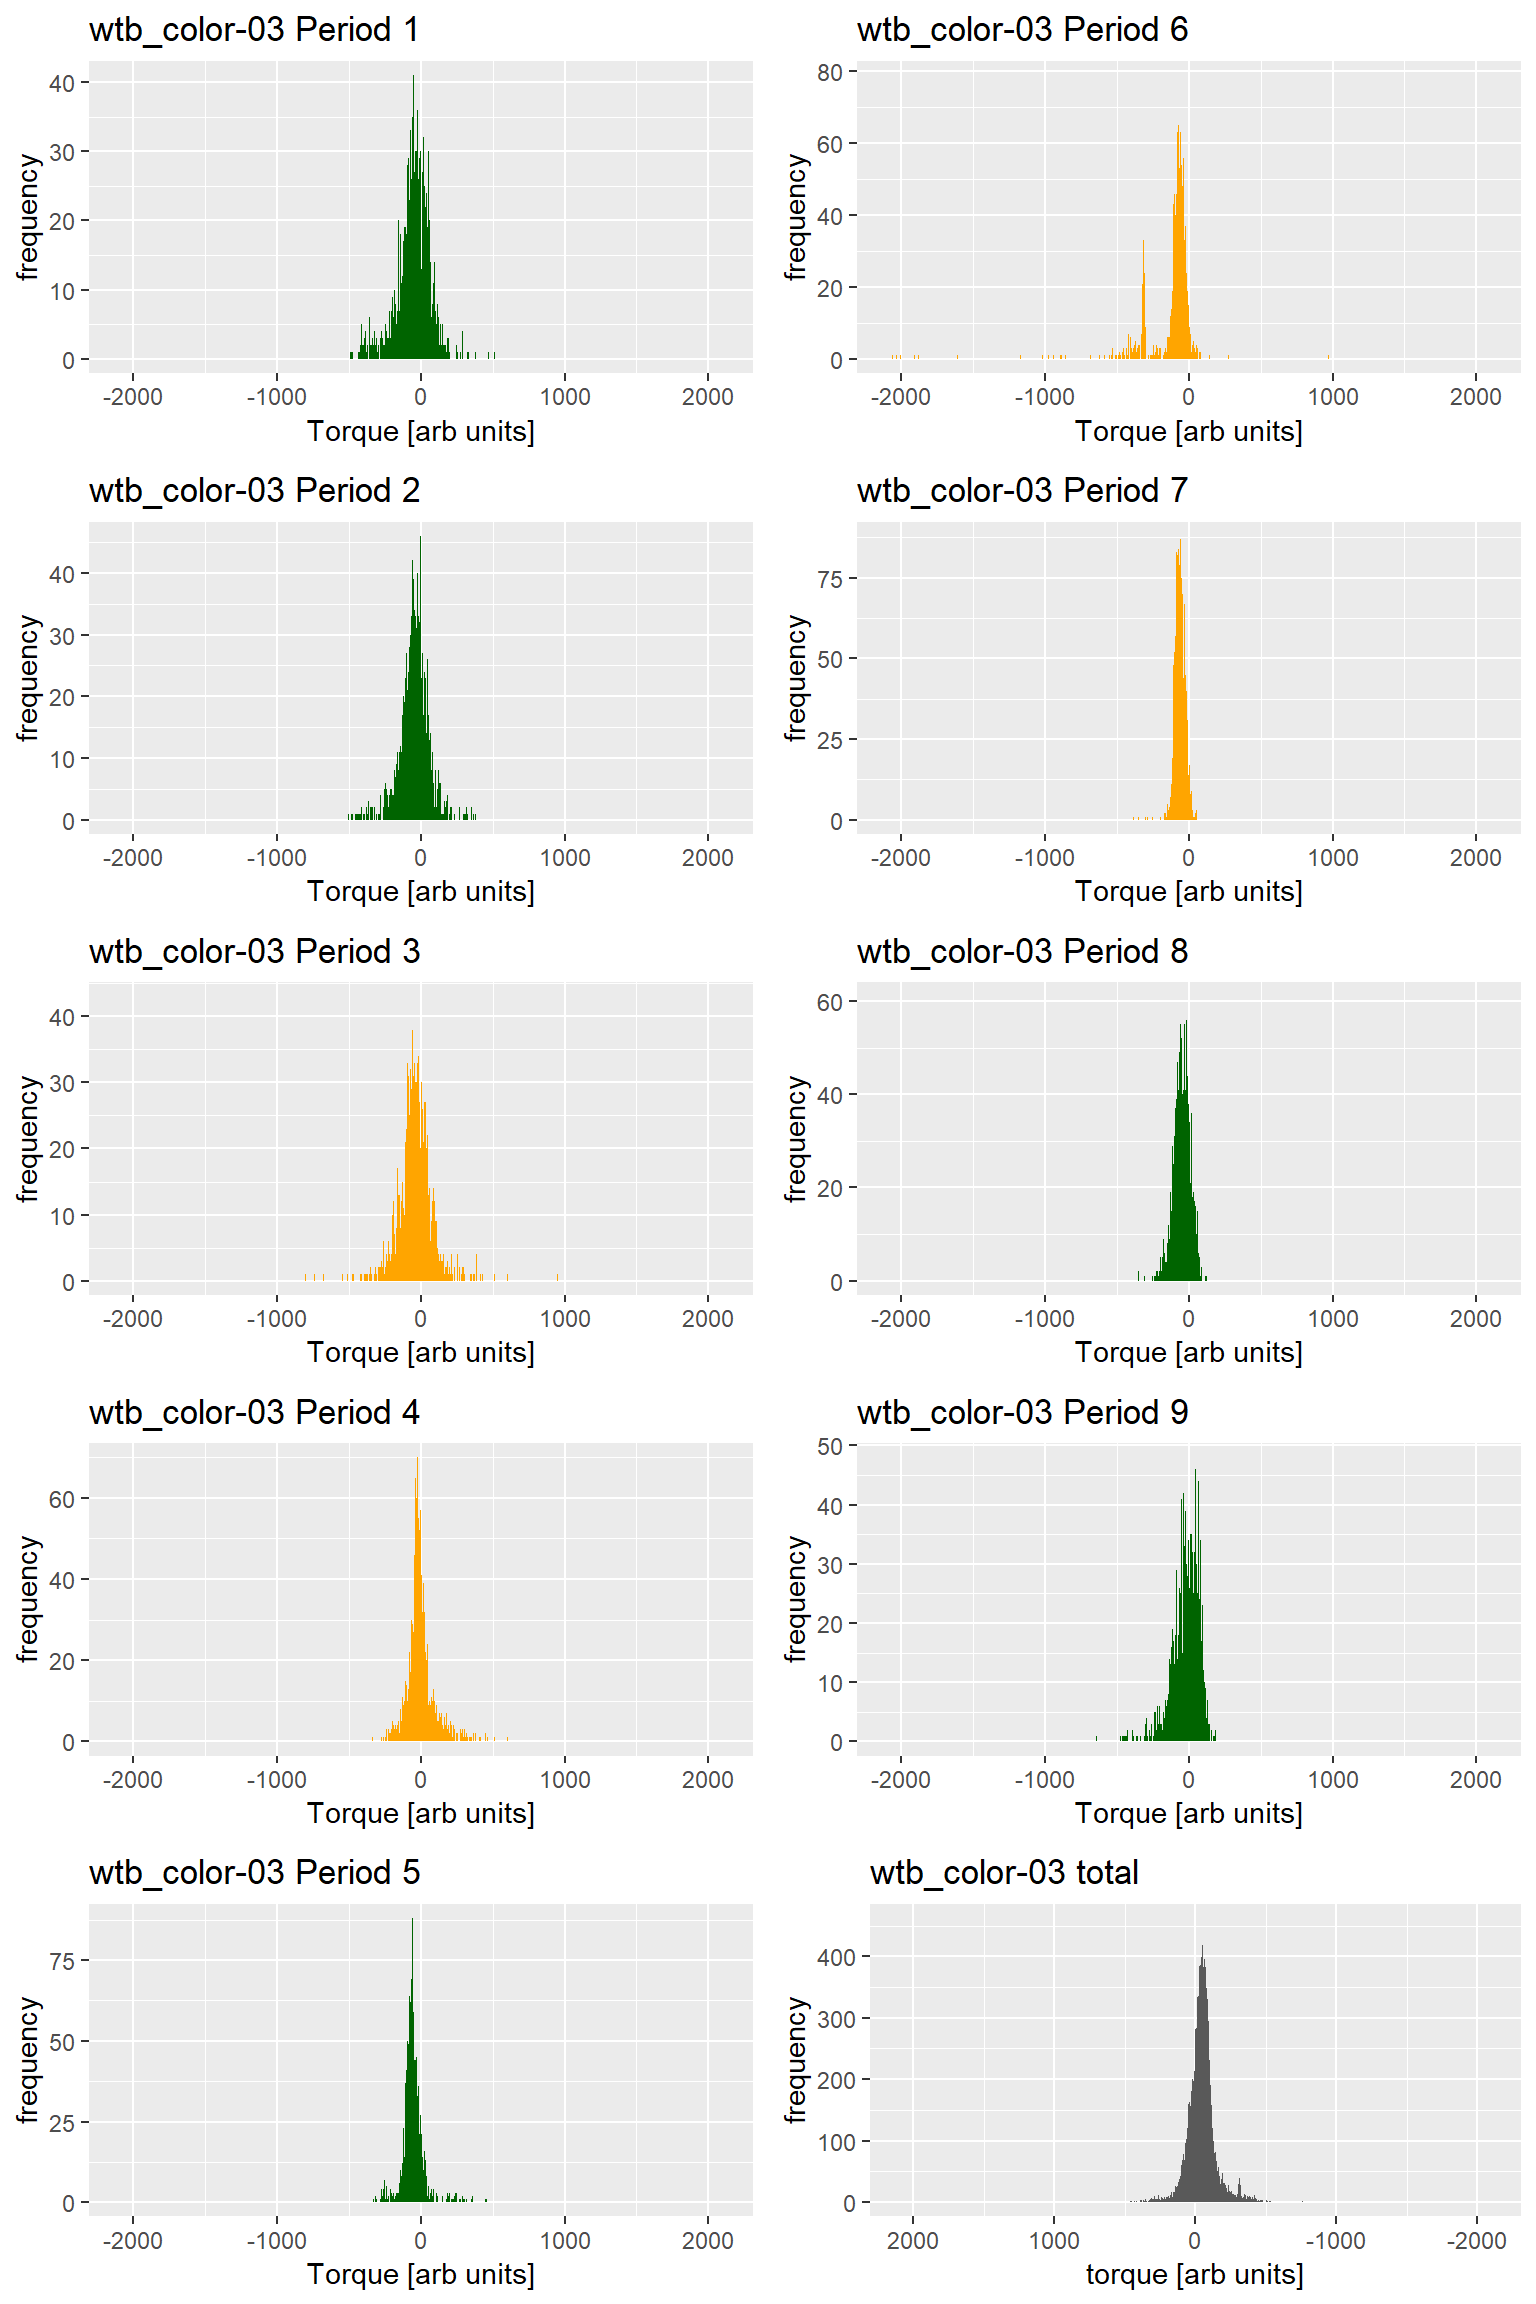 wtb_color-03 Period 1
40
30
20
10
0
frequency
-2000 -1000 0 1000 2000
Torque [arb units]
wtb_color-03 Period 2
40
30
20
10
0
frequency
-2000 -1000 0 1000 2000
Torque [arb units]
wtb_color-03 Period 3
40
30
20
10
0
frequency
-2000 -1000 0 1000 2000
Torque [arb units]
wtb_color-03 Period 4
60
40
20
0
frequency
-2000 -1000 0 1000 2000
Torque [arb units]
wtb_color-03 Period 5
75
50
25
0
frequency
-2000 -1000 0 1000 2000
Torque [arb units]
wtb_color-03 Period 6
80
60
40
20
0
frequency
-2000 -1000 0 1000 2000
Torque [arb units]
wtb_color-03 Period 7
75
50
25
0
frequency
-2000 -1000 0 1000 2000
Torque [arb units]
wtb_color-03 Period 8
60
40
20
0
frequency
-2000 -1000 0 1000 2000
Torque [arb units]
wtb_color-03 Period 9
50
40
30
20
10
0
frequency
-2000 -1000 0 1000 2000
Torque [arb units]
wtb_color-03 total
400
300
200
100
0
frequency
2000 1000 0 -1000 -2000
torque [arb units]